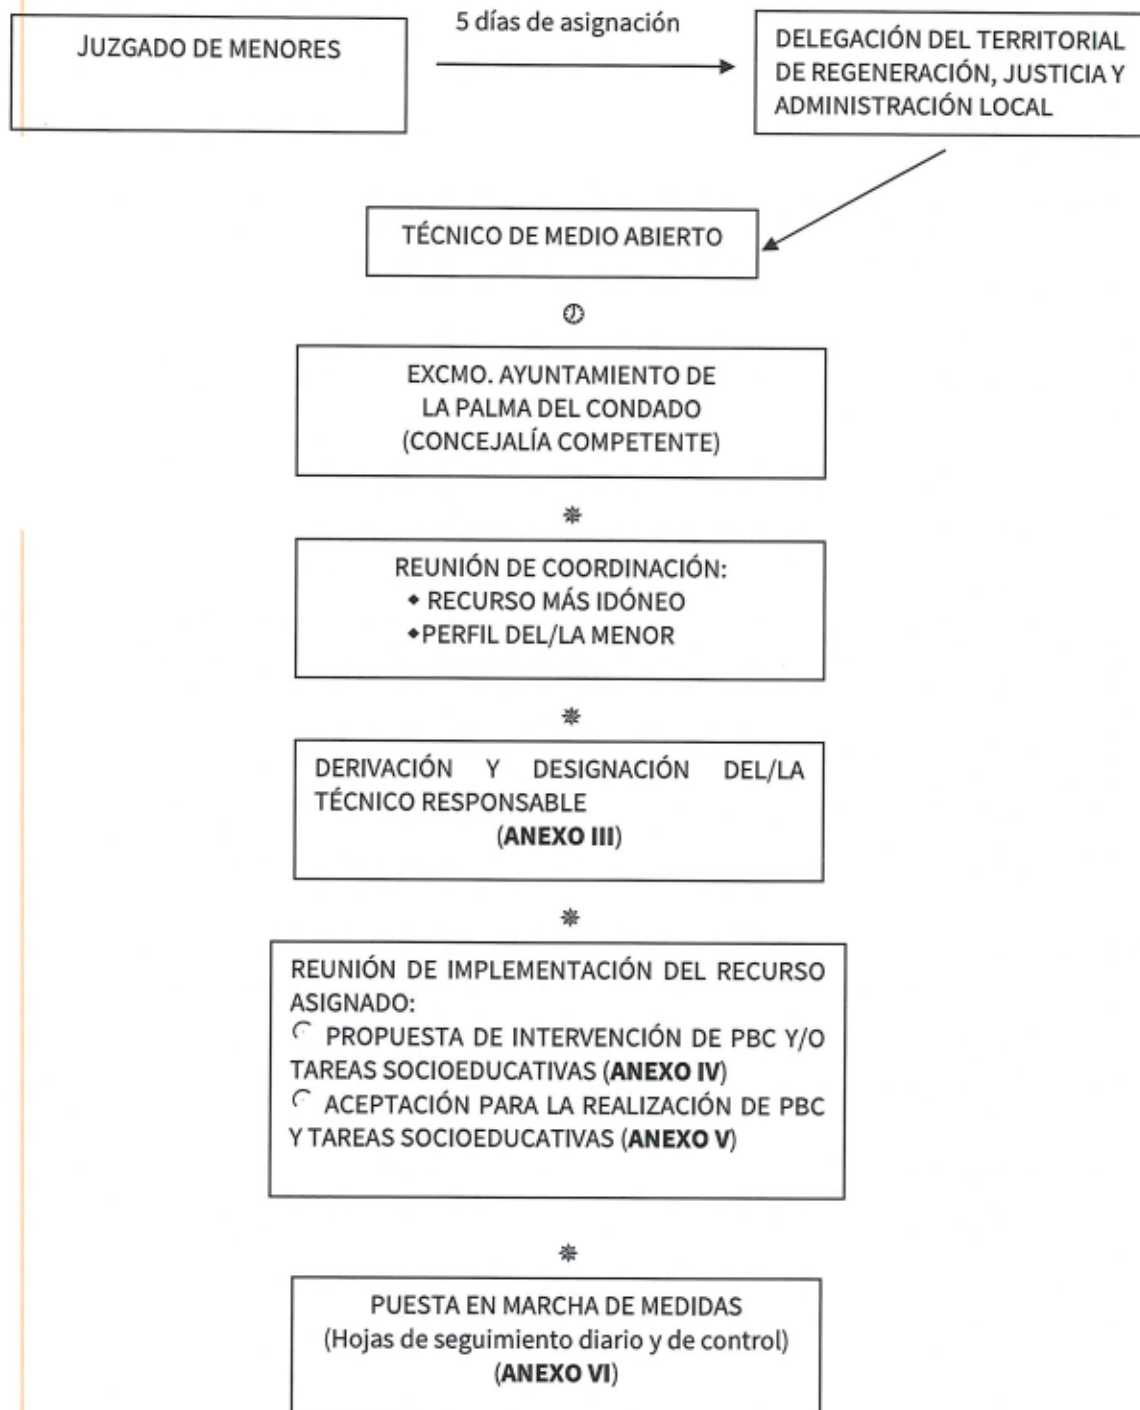 5 días de asignación
JUZGADO DE MENORES
DELEGACIÓN DEL TERRITORIAL
DE REGENERACIÓN, JUSTICIA Y
ADMINISTRACIÓN LOCAL
TÉCNICO DE MEDIO ABIERTO
EXCMO. AYUNTAMIENTO DE
LA PALMA DEL CONDADO
(CONCEJALÍA COMPETENTE)
REUNIÓN DE COORDINACIÓN:
◆ RECURSO MÁS IDÓNEO
◆PERFIL DEL/LA MENOR
DERIVACIÓN Y DESIGNACIÓN DEL/LA
TÉCNICO RESPONSABLE
(ANEXO III)
REUNIÓN DE IMPLEMENTACIÓN DEL RECURSO
ASIGNADO:
PROPUESTA DE INTERVENCIÓN DE PBC Y/O
TAREAS SOCIOEDUCATIVAS (ANEXO IV)
ACEPTACIÓN PARA LA REALIZACIÓN DE PBC
Y TAREAS SOCIOEDUCATIVAS (ANEXO V)
PUESTA EN MARCHA DE MEDIDAS
(Hojas de seguimiento diario y de control)
(ANEXO VI)